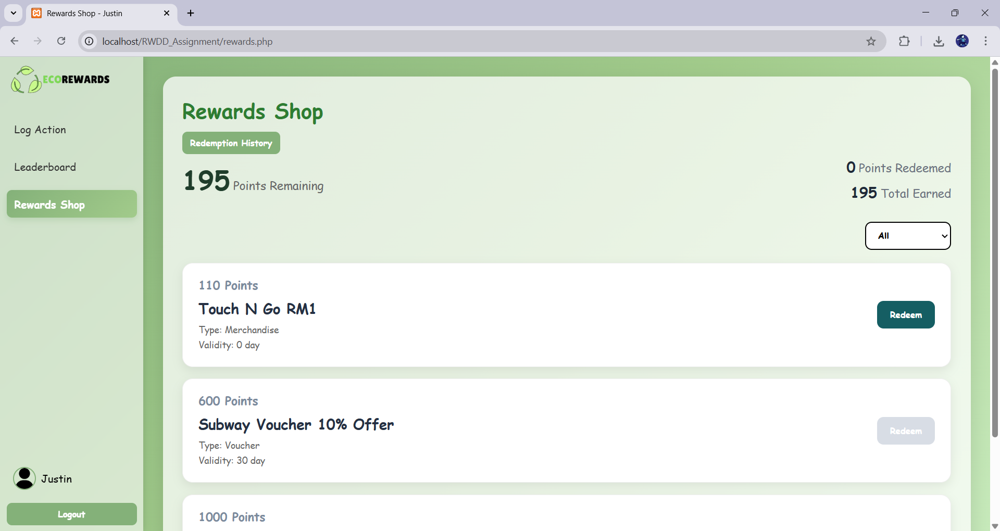 Rewards Shop - Justin
localhost/RWDD_Assignment/rewards.php
ECOREWARDS
Log Action
Leaderboard
Rewards Shop
Justin
Logout
Rewards Shop
Redemption History
195 Points Remaining
0 Points Redeemed
195 Total Earned
All
110 Points
Touch N Go RM1
Type: Merchandise
Validity: 0 day
Redeem
600 Points
Subway Voucher 10% Offer
Type: Voucher
Validity: 30 day
Redeem
1000 Points